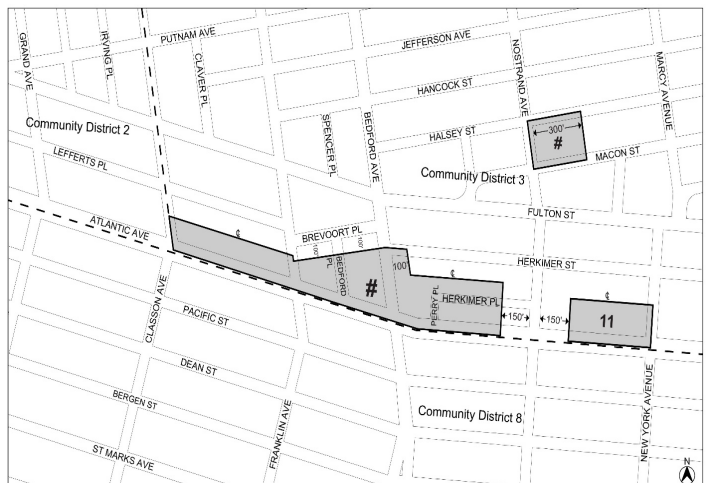 PUTNAM AVE
JEFFERSON AVE
GRAND AVE
IRVING PL
CLAVER PL
NOSTRAND AVE
MARCY AVENUE
HANCOCK ST
Community District 2
SPENCER PL
BEDFORD AVE
HALSEY ST
300'
#
MACON ST
LEFFERTS PL
Community District 3
FULTON ST
ATLANTIC AVE
℄
BREVOORT PL
100'
100'
BEDFORD PL
HERKIMER ST
100'
℄
#
PERRY PL
HERKIMER PL
150'
150'
℄
11
CLASSON AVE
PACIFIC ST
DEAN ST
BERGEN ST
FRANKLIN AVE
Community District 8
NEW YORK AVENUE
ST MARKS AVE
N